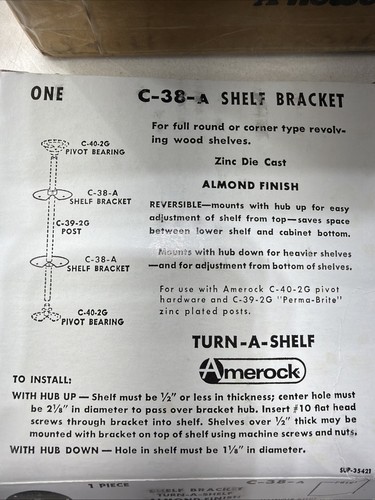 ONE
C-38-A SHELF BRACKET
For full round or corner type revolv-
ing wood shelves.
Zinc Die Cast
ALMOND FINISH
REVERSIBLE—mounts with hub up for easy
adjustment of shelf from top—saves space
between lower shelf and cabinet bottom.
Mounts with hub down for heavier shelves
—and for adjustment from bottom of shelves.
For use with Amerock C-40-2G pivot
hardware and C-39-2G "Perma-Brite"
zinc plated posts.
C-40-2G
PIVOT BEARING
C-38-A
SHELF BRACKET
C-39-2G
POST
C-38-A
SHELF BRACKET
C-40-2G
PIVOT BEARING
TURN-A-SHELF
Amerock
TO INSTALL:
WITH HUB UP — Shelf must be ½" or less in thickness; center hole must
be 2⅛" in diameter to pass over bracket hub. Insert #10 flat head
screws through bracket into shelf. Shelves over ½" thick may be
mounted with bracket on top of shelf using machine screws and nuts.
WITH HUB DOWN — Hole in shelf must be 1⅛" in diameter.
SUP-35421
1 PIECE
SHELF BRACKET
TURN-A-SHELF
C-38-A